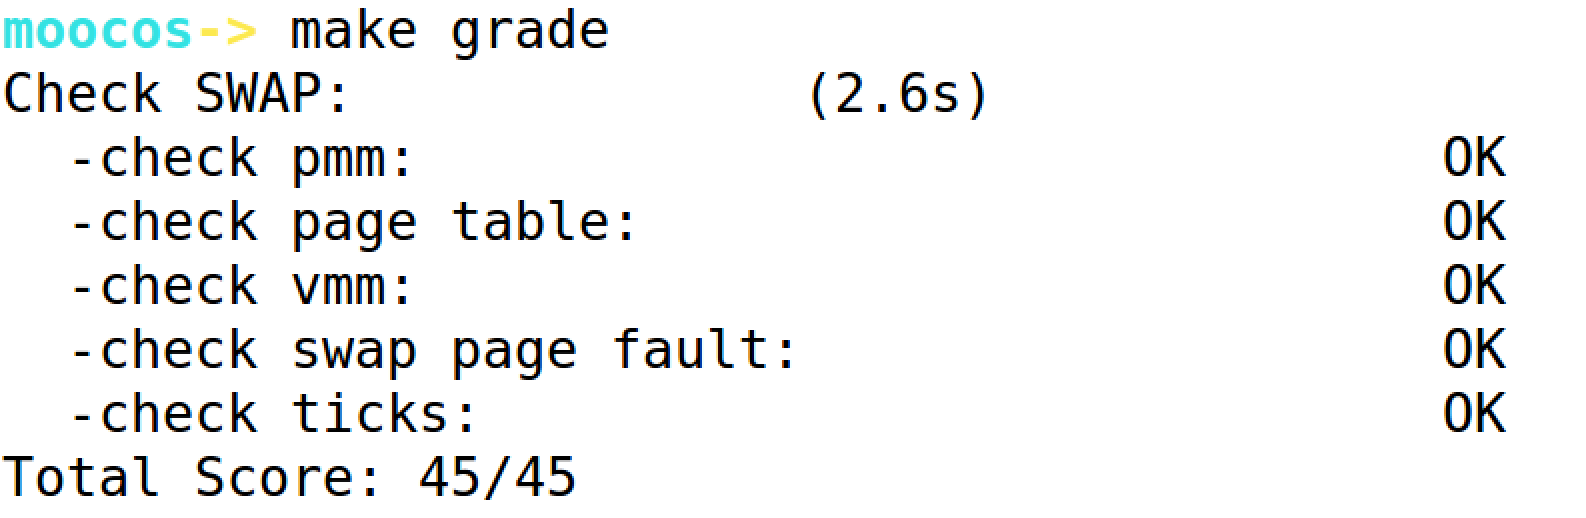 moocos-> make grade
Check SWAP: (2.6s)
-check pmm: OK
-check page table: OK
-check vmm: OK
-check swap page fault: OK
-check ticks: OK
Total Score: 45/45